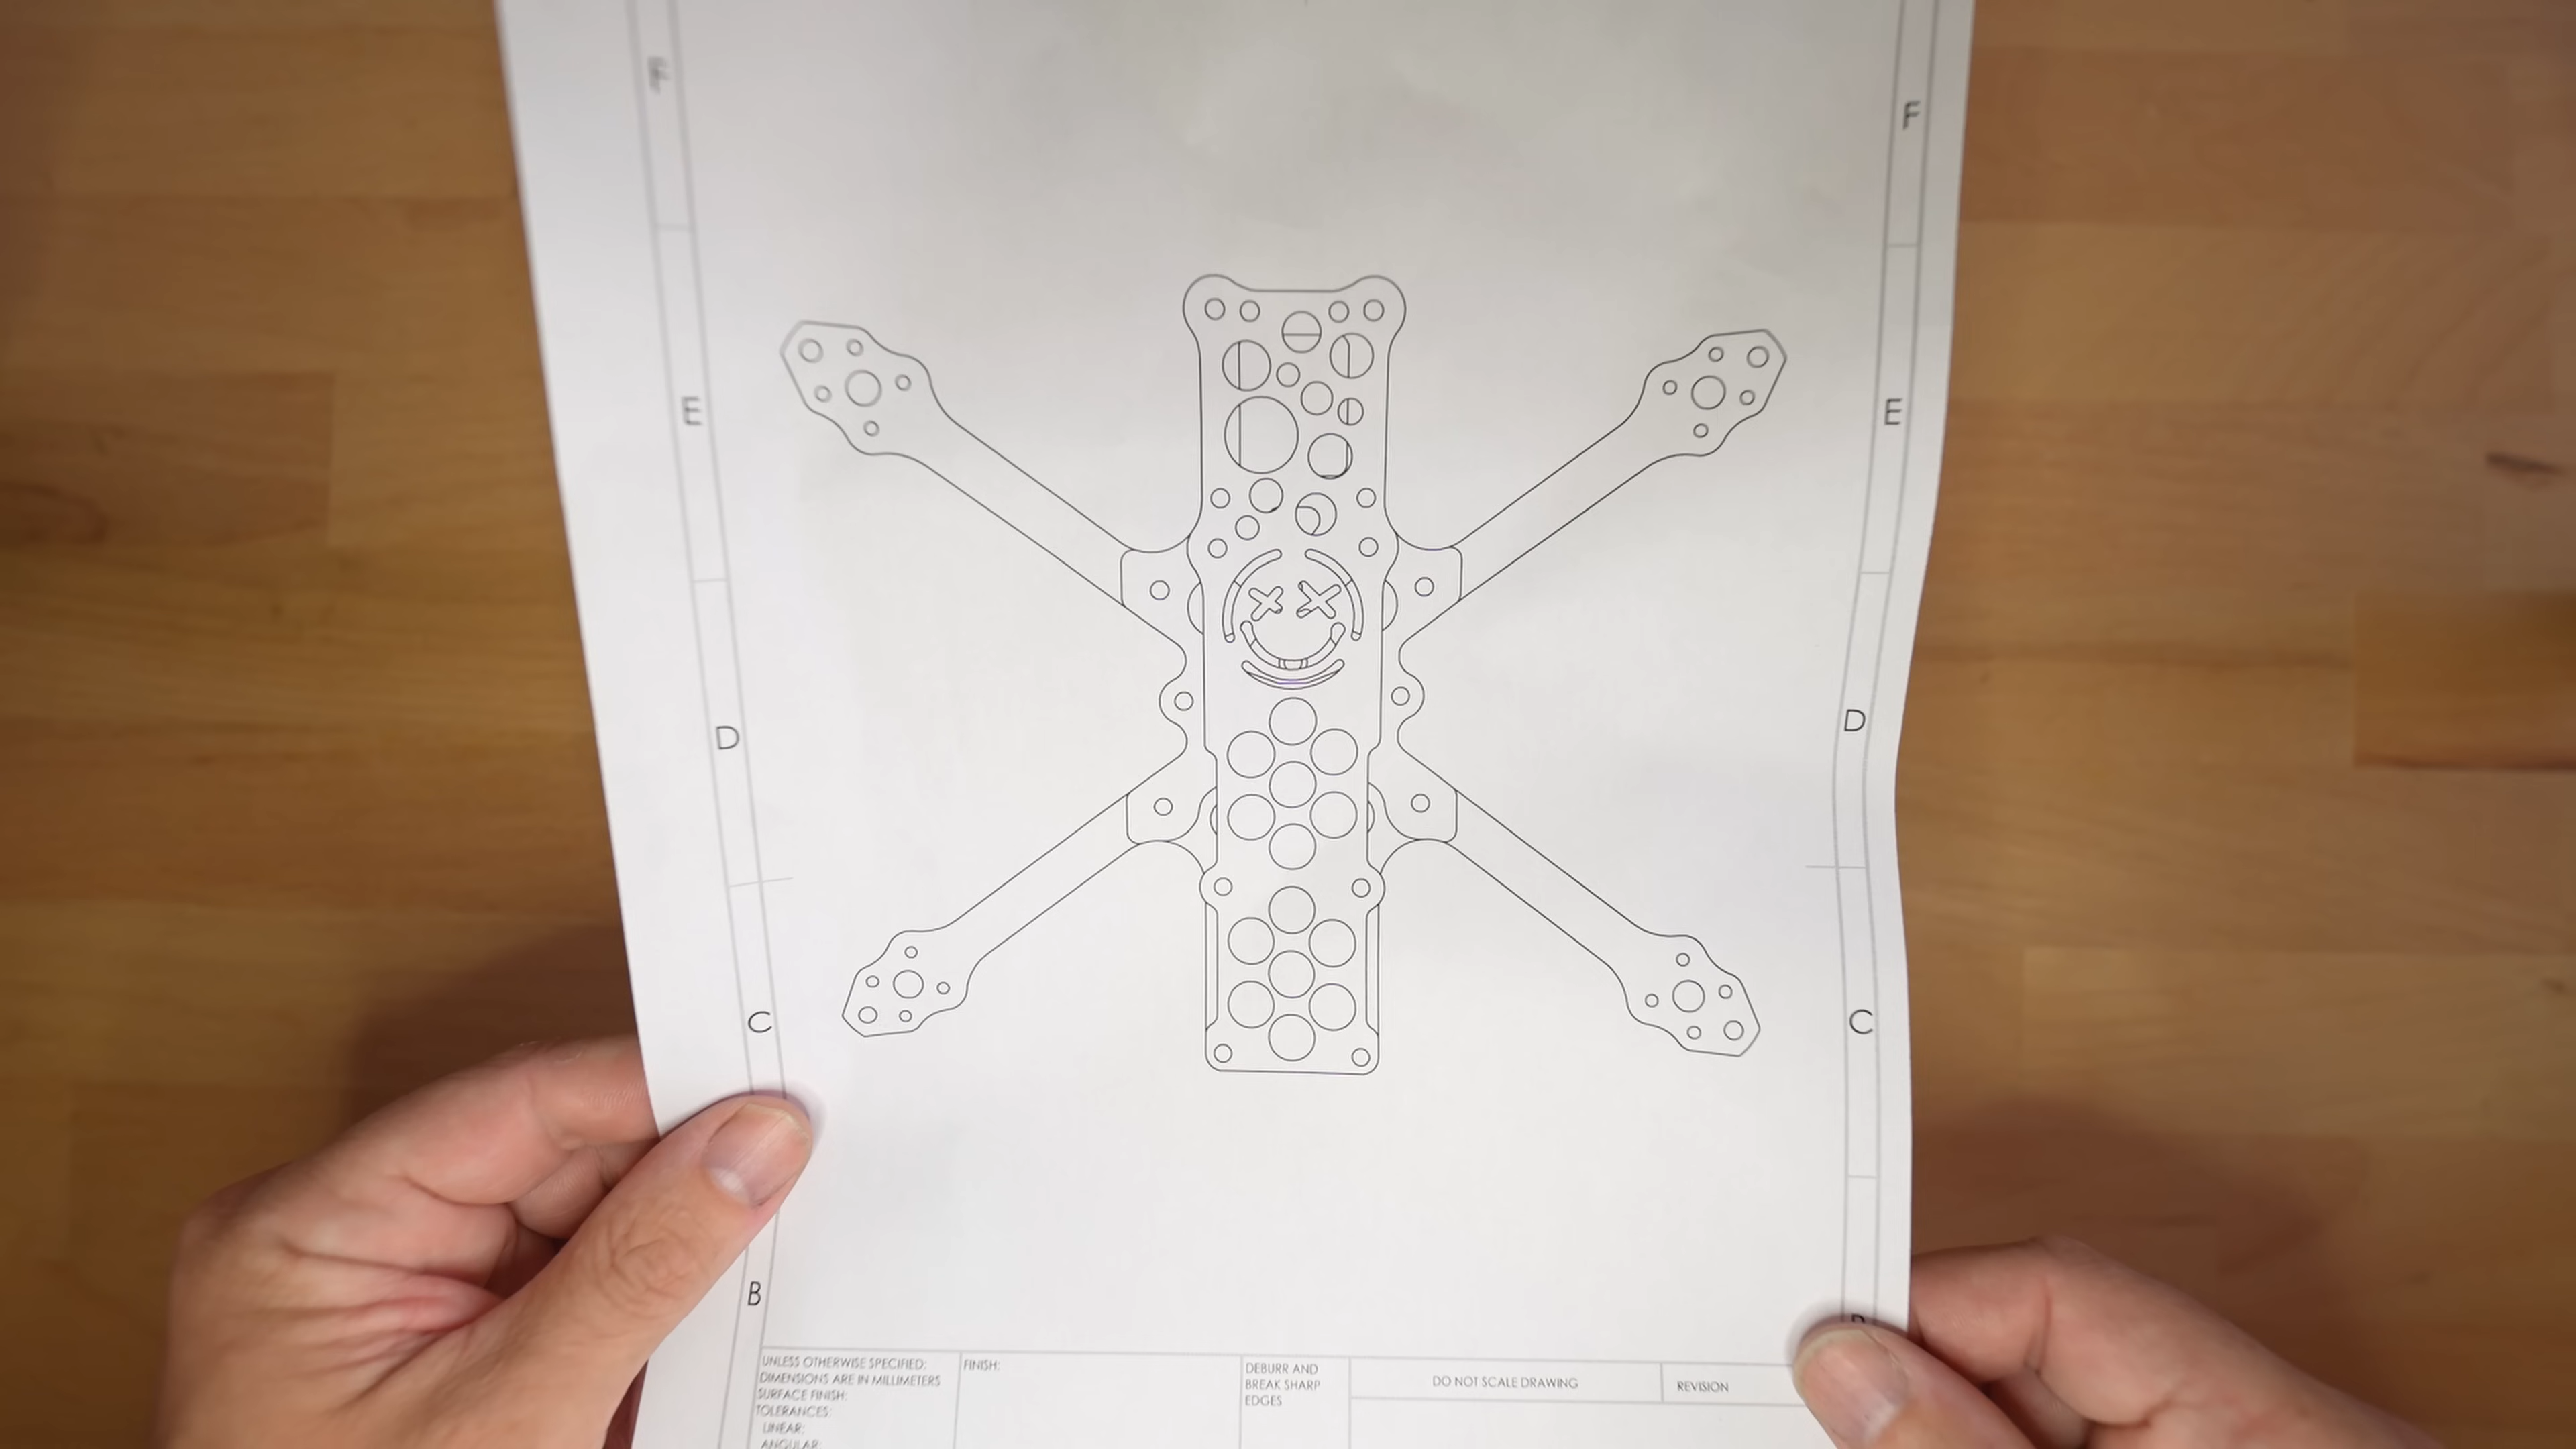 F
F
E
E
D
D
C
C
B
UNLESS OTHERWISE SPECIFIED:
DIMENSIONS ARE IN MILLIMETERS
SURFACE FINISH:
TOLERANCES:
LINEAR:
ANGULAR:
FINISH:
DEBURR AND
BREAK SHARP
EDGES
DO NOT SCALE DRAWING
REVISION